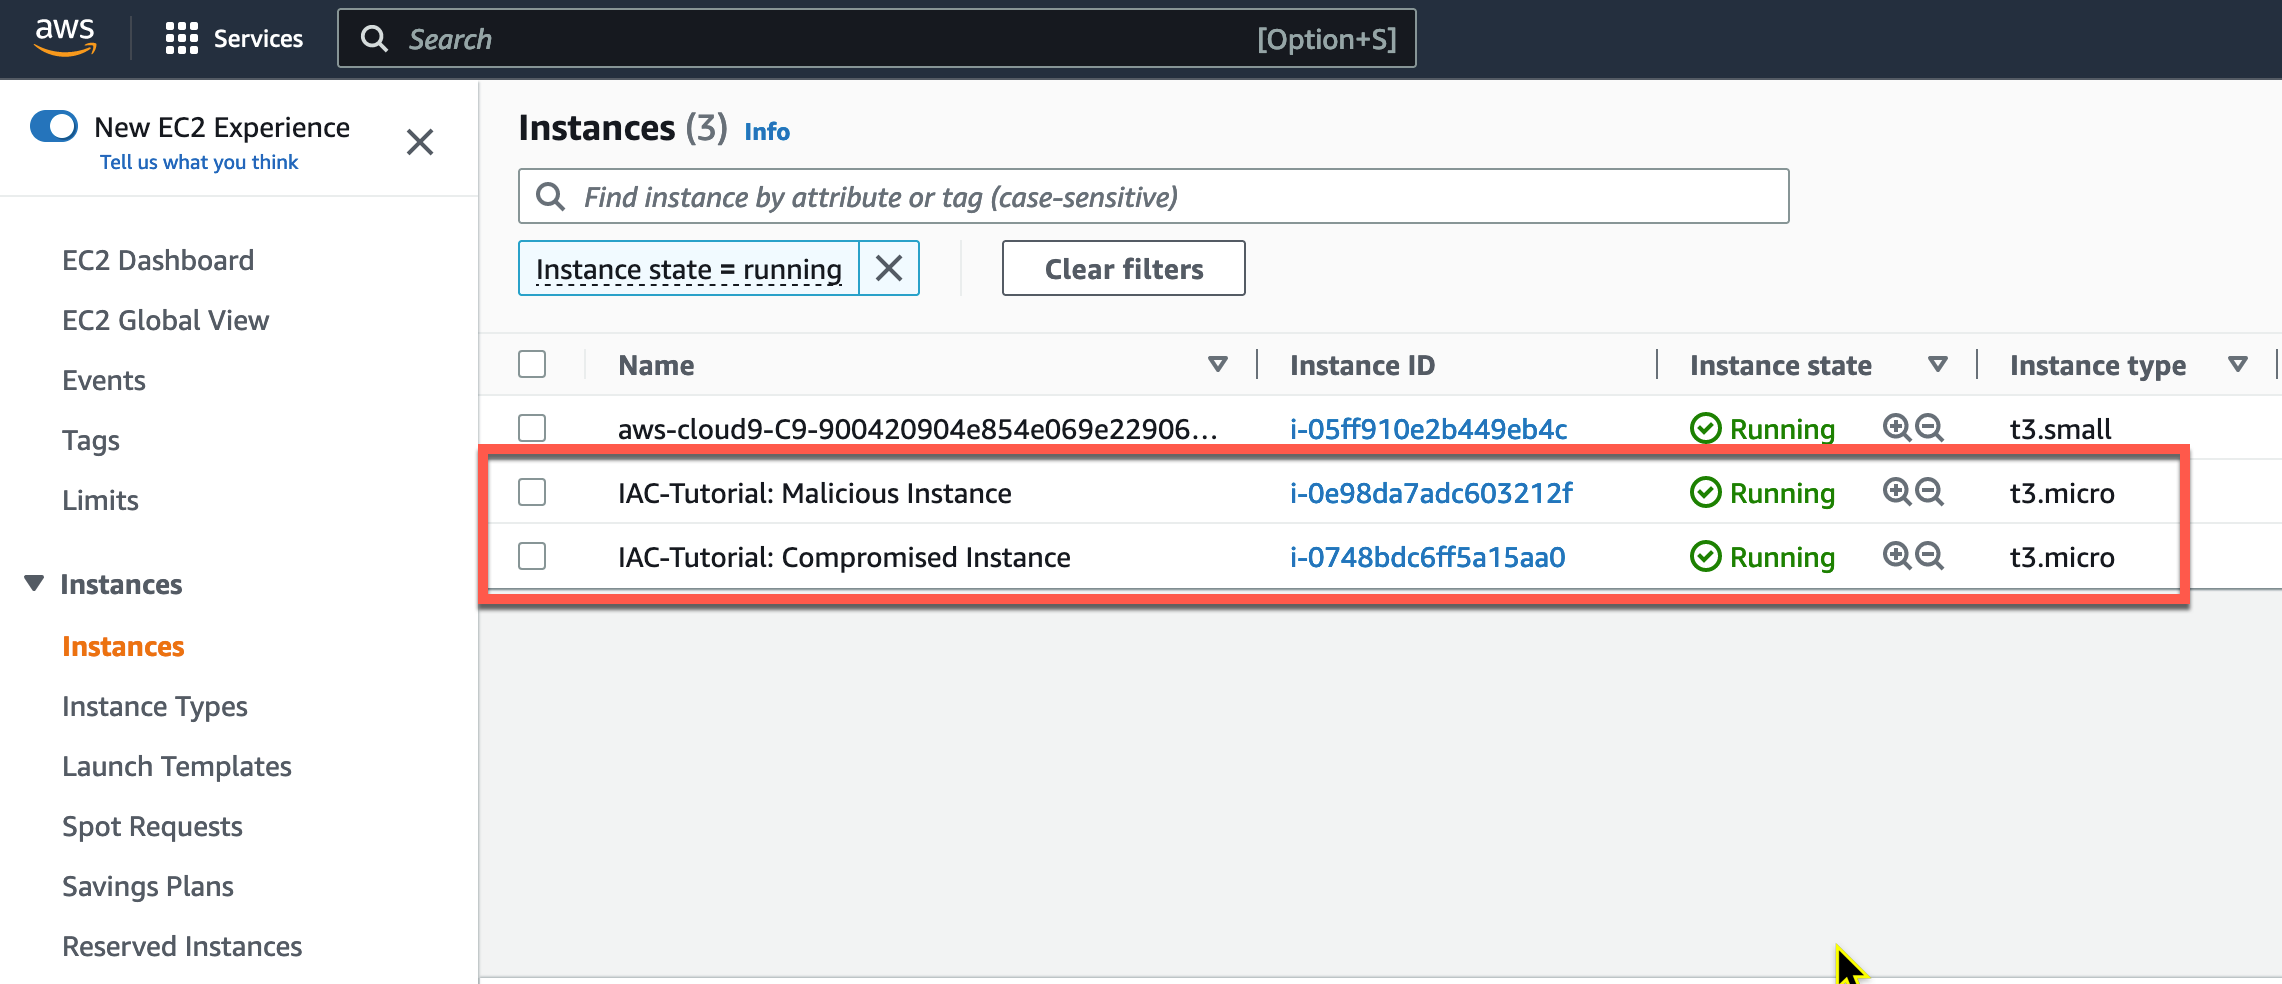 aws
Services
Search [Option+S]
New EC2 Experience
Tell us what you think
EC2 Dashboard
EC2 Global View
Events
Tags
Limits
Instances
Instances
Instance Types
Launch Templates
Spot Requests
Savings Plans
Reserved Instances
Instances (3) Info
Find instance by attribute or tag (case-sensitive)
Instance state = running
Clear filters
Name Instance ID Instance state Instance type
aws-cloud9-C9-900420904e854e069e22906... i-05ff910e2b449eb4c Running t3.small
IAC-Tutorial: Malicious Instance i-0e98da7adc603212f Running t3.micro
IAC-Tutorial: Compromised Instance i-0748bdc6ff5a15aa0 Running t3.micro